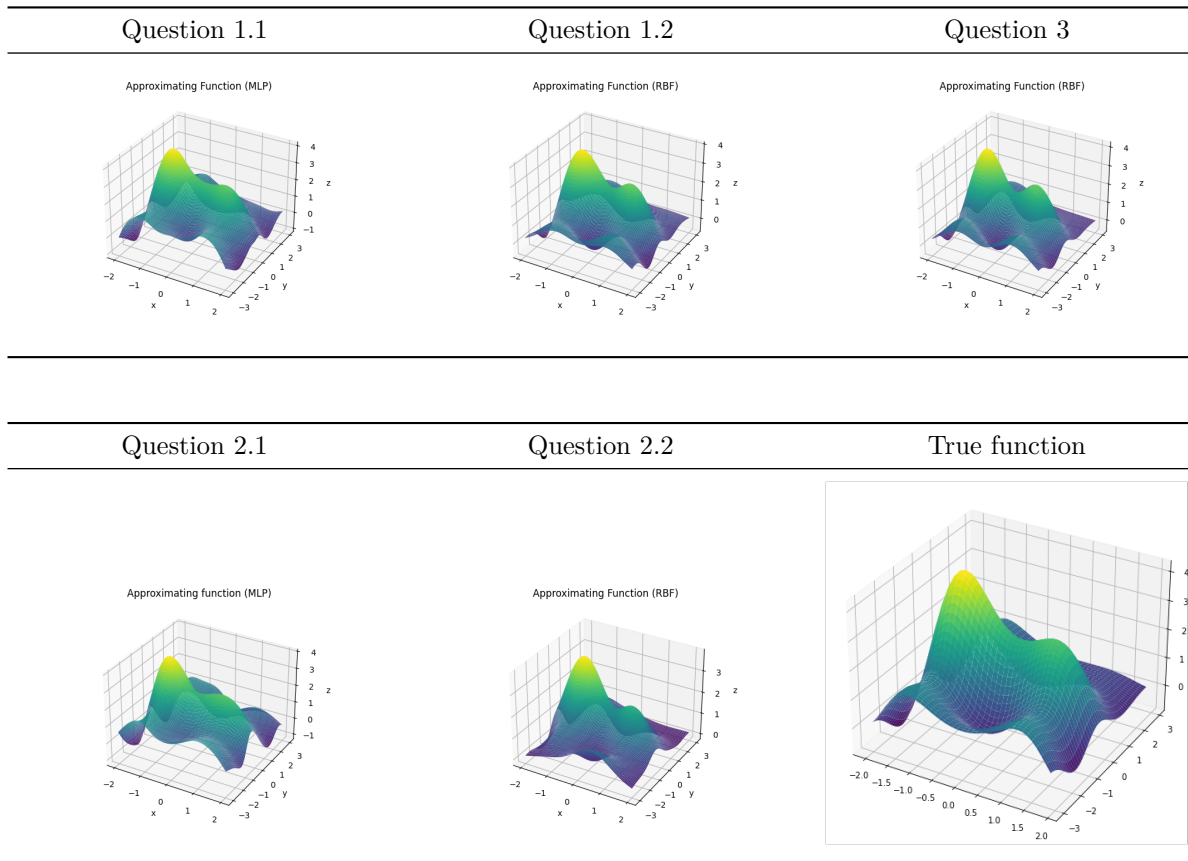 Question 1.1 Question 1.2 Question 3
Approximating Function (MLP) Approximating Function (RBF) Approximating Function (RBF)
4 3 2 1 0 −1 z
−2 −1 0 1 2 x
−3 −2 −1 0 1 2 3 y
4 3 2 1 0 z
−2 −1 0 1 2 x
−3 −2 −1 0 1 2 3 y
4 3 2 1 0 z
−2 −1 0 1 2 x
−3 −2 −1 0 1 2 3 y
Question 2.1 Question 2.2 True function
Approximating function (MLP) Approximating Function (RBF)
4 3 2 1 0 −1 z
−2 −1 0 1 2 x
−3 −2 −1 0 1 2 3 y
3 2 1 0 z
−2 −1 0 1 2 x
−3 −2 −1 0 1 2 3 y
4 3 2 1 0
−2.0 −1.5 −1.0 −0.5 0.0 0.5 1.0 1.5 2.0
−3 −2 −1 0 1 2 3